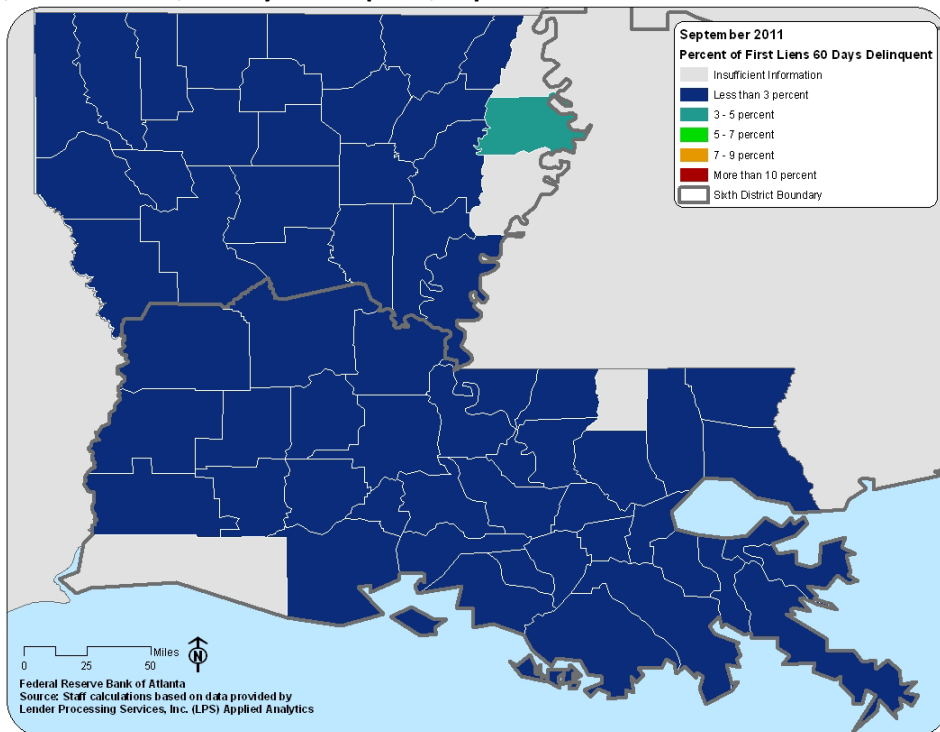 September 2011
Percent of First Liens 60 Days Delinquent
Insufficient Information
Less than 3 percent
3 - 5 percent
5 - 7 percent
7 - 9 percent
More than 10 percent
Sixth District Boundary
Miles
0 25 50
N
Federal Reserve Bank of Atlanta
Source: Staff calculations based on data provided by
Lender Processing Services, Inc. (LPS) Applied Analytics